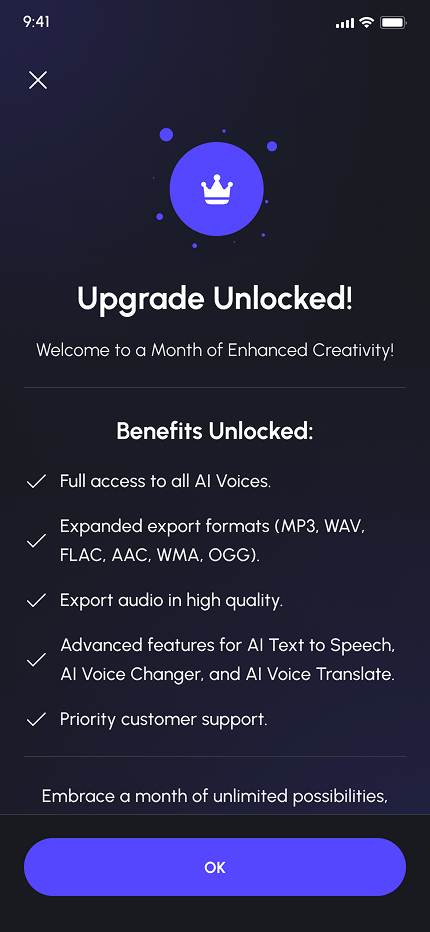 9:41
Upgrade Unlocked!
Welcome to a Month of Enhanced Creativity!
Benefits Unlocked:
Full access to all AI Voices.
Expanded export formats (MP3, WAV,
FLAC, AAC, WMA, OGG).
Export audio in high quality.
Advanced features for AI Text to Speech,
AI Voice Changer, and AI Voice Translate.
Priority customer support.
Embrace a month of unlimited possibilities,
OK